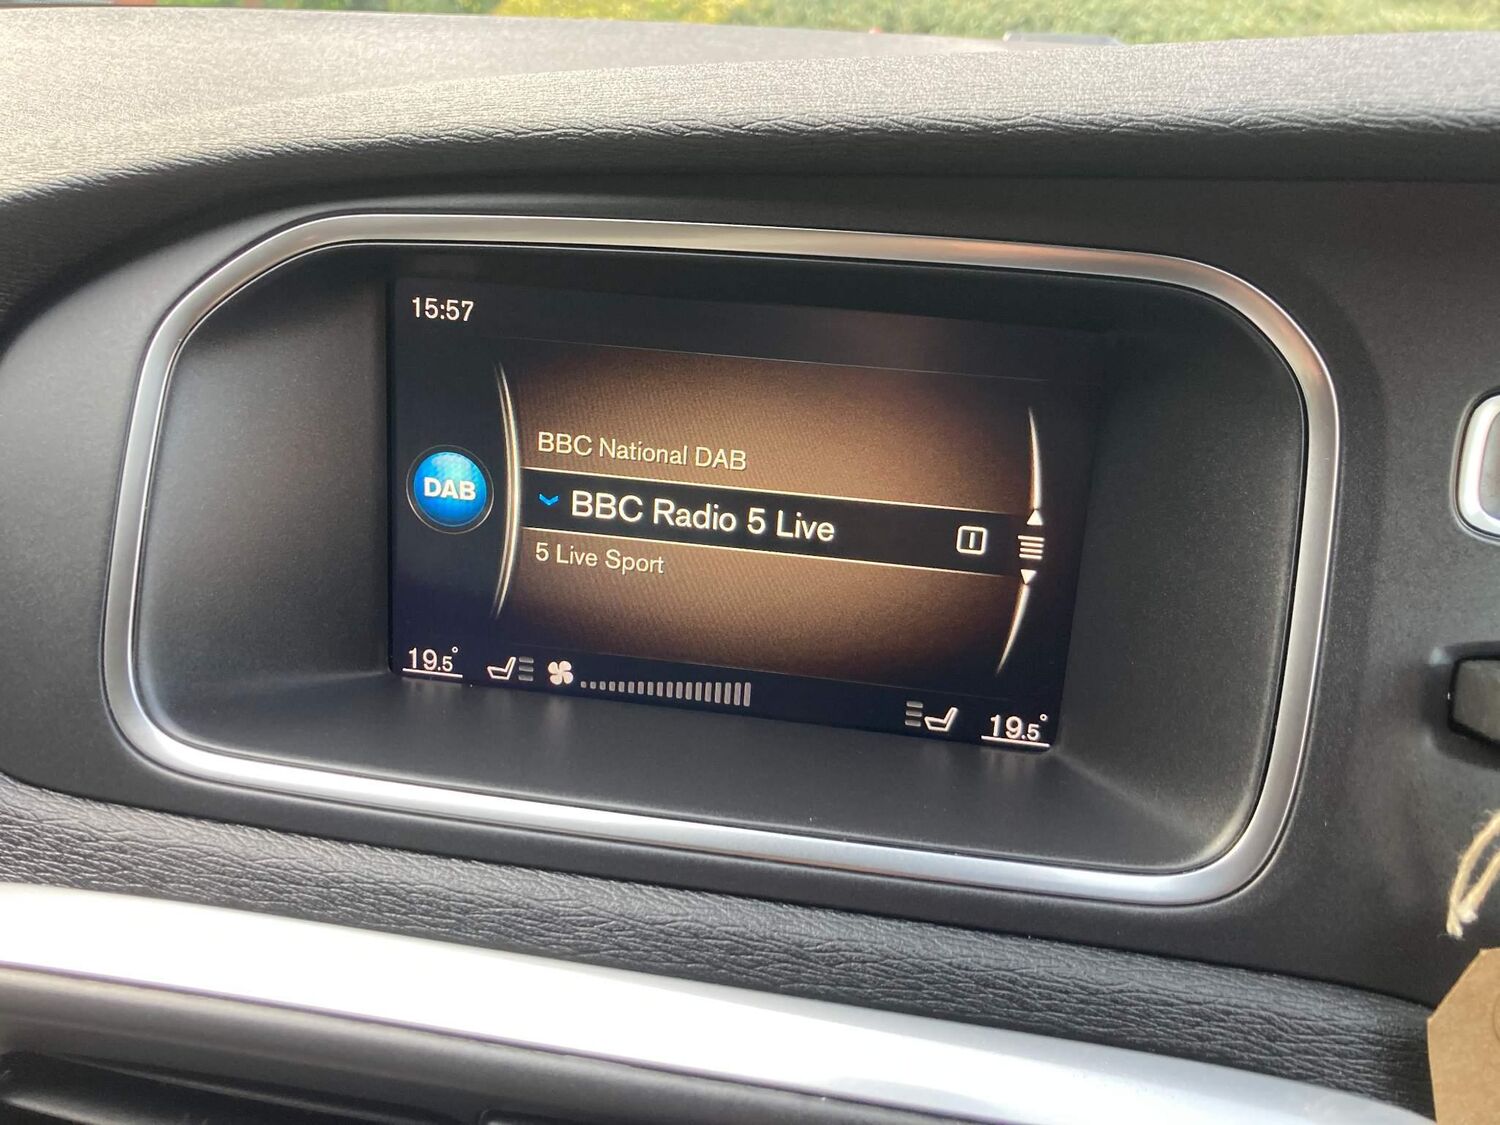 15:57
BBC National DAB
DAB
BBC Radio 5 Live
5 Live Sport
19.5°
19.5°